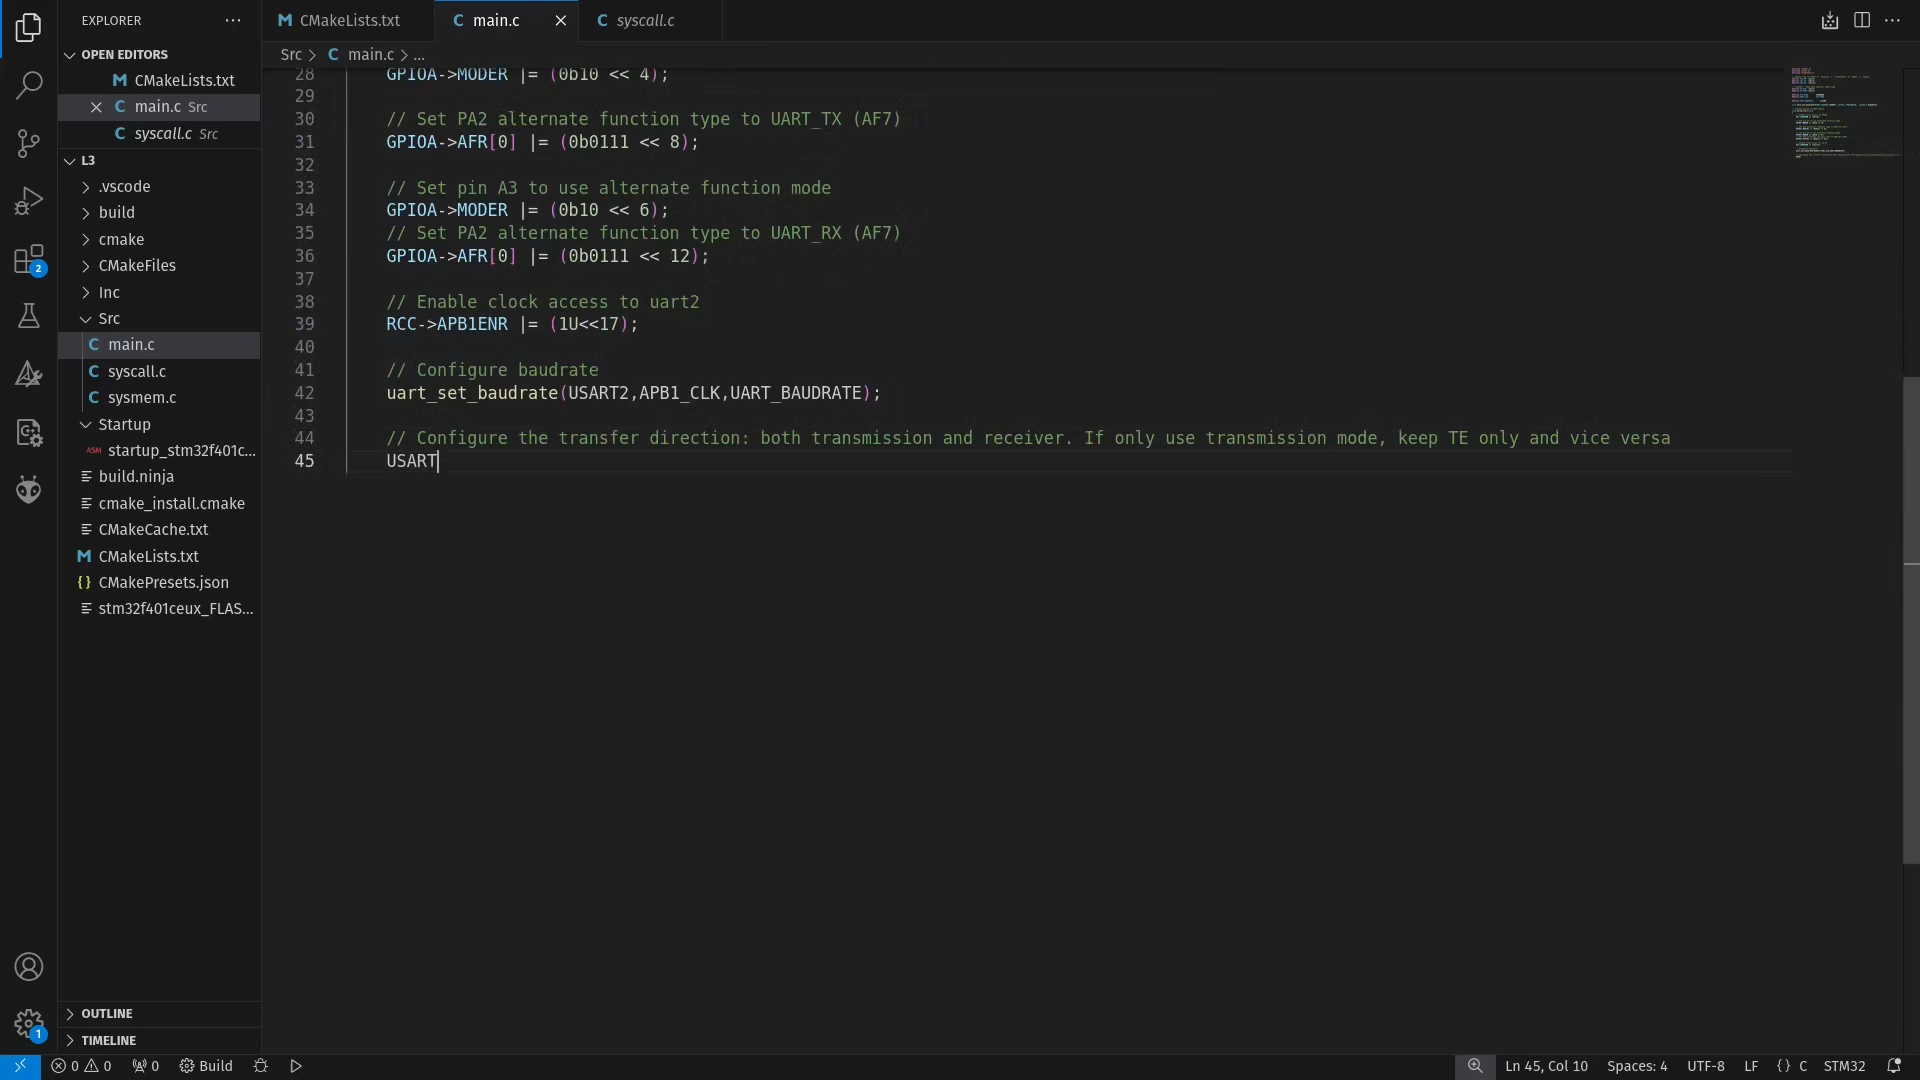 EXPLORER
OPEN EDITORS
CMakeLists.txt
main.c Src
syscall.c Src
L3
.vscode
build
cmake
CMakeFiles
Inc
Src
main.c
syscall.c
sysmem.c
Startup
startup_stm32f401c...
build.ninja
cmake_install.cmake
CMakeCache.txt
CMakeLists.txt
CMakePresets.json
stm32f401ceux_FLAS...
OUTLINE
TIMELINE
2
1
CMakeLists.txt main.c syscall.c
Src > main.c > ...
28 GPIOA->MODER |= (0b10 << 4);
29
30 // Set PA2 alternate function type to UART_TX (AF7)
31 GPIOA->AFR[0] |= (0b0111 << 8);
32
33 // Set pin A3 to use alternate function mode
34 GPIOA->MODER |= (0b10 << 6);
35 // Set PA2 alternate function type to UART_RX (AF7)
36 GPIOA->AFR[0] |= (0b0111 << 12);
37
38 // Enable clock access to uart2
39 RCC->APB1ENR |= (1U<<17);
40
41 // Configure baudrate
42 uart_set_baudrate(USART2,APB1_CLK,UART_BAUDRATE);
43
44 // Configure the transfer direction: both transmission and receiver. If only use transmission mode, keep TE only and vice versa
45 USART
0 0 0 Build Ln 45, Col 10 Spaces: 4 UTF-8 LF {} C STM32